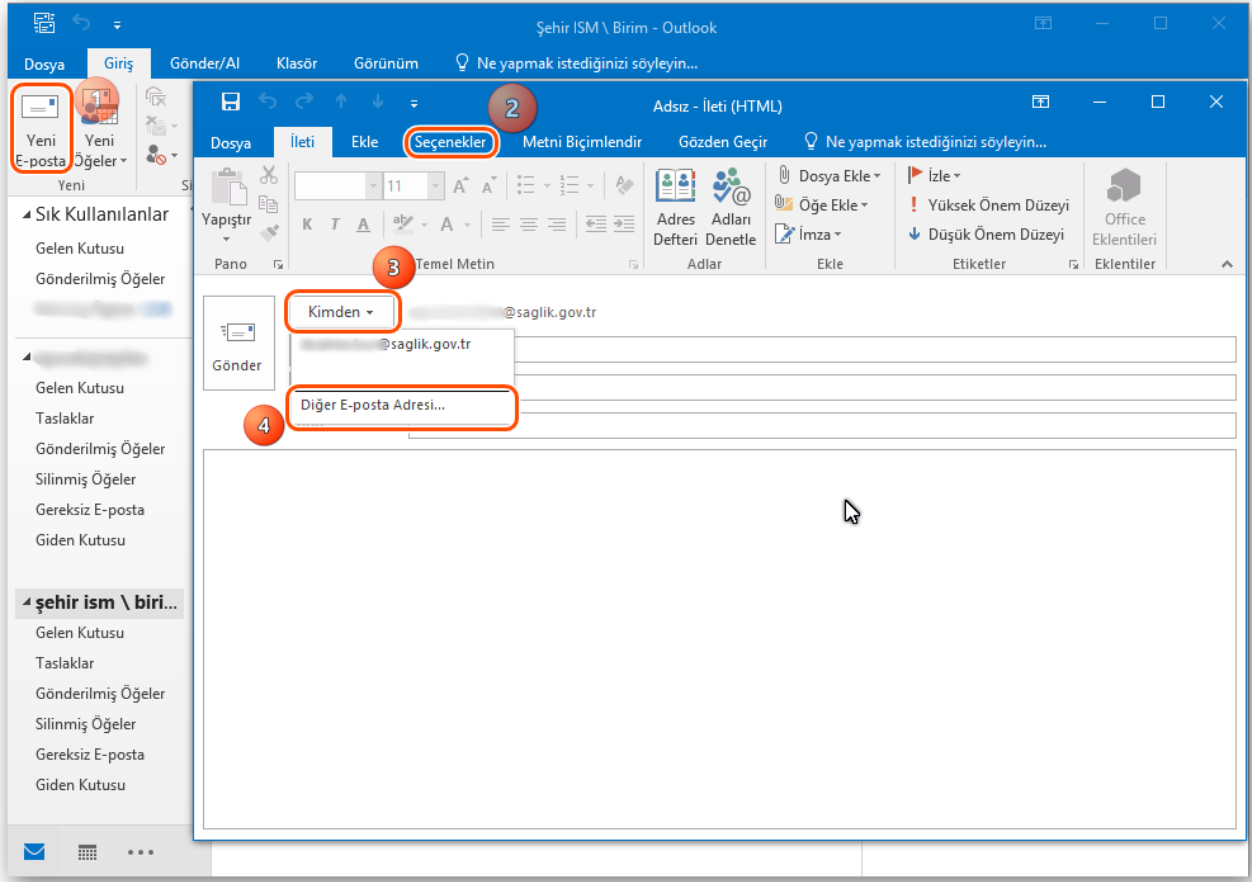 Şehir ISM \ Birim - Outlook
Dosya Giriş Gönder/Al Klasör Görünüm Ne yapmak istediğinizi söyleyin...
1
Yeni E-posta
Yeni Öğeler
Yeni
Si
Sık Kullanılanlar
Gelen Kutusu
Gönderilmiş Öğeler
Gelen Kutusu
Taslaklar
Gönderilmiş Öğeler
Silinmiş Öğeler
Gereksiz E-posta
Giden Kutusu
şehir ism \ biri...
Gelen Kutusu
Taslaklar
Gönderilmiş Öğeler
Silinmiş Öğeler
Gereksiz E-posta
Giden Kutusu
Adsız - İleti (HTML)
2
Dosya İleti Ekle Seçenekler Metni Biçimlendir Gözden Geçir Ne yapmak istediğinizi söyleyin...
Yapıştır
Pano
11
K T A
Temel Metin
Adres Defteri
Adları Denetle
Adlar
Dosya Ekle
Öğe Ekle
İmza
Ekle
İzle
Yüksek Önem Düzeyi
Düşük Önem Düzeyi
Etiketler
Office Eklentileri
Eklentiler
3
Gönder
Kimden @saglik.gov.tr
@saglik.gov.tr
4
Diğer E-posta Adresi...